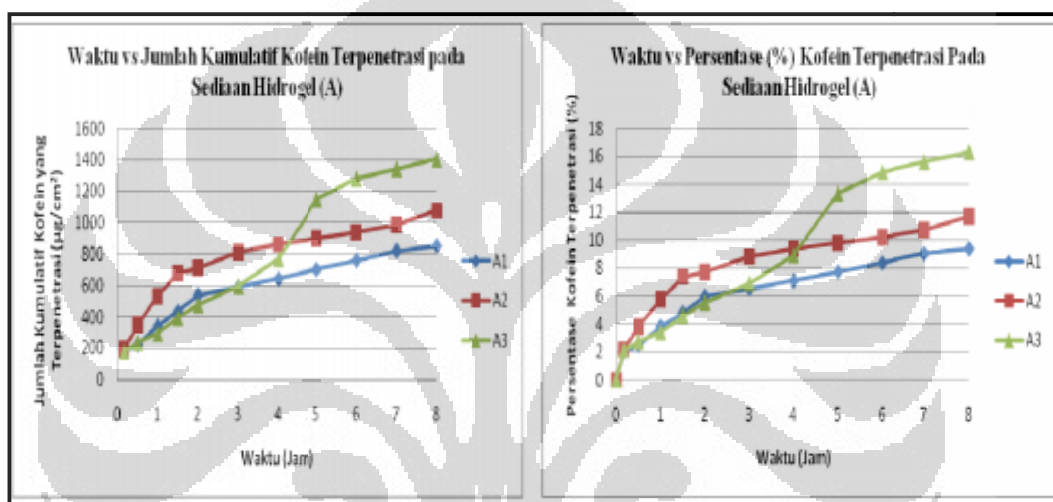 Waktu vs Jumlah Kumulatif Kofein Terpenetrasi pada
Sediaan Hidrogel (A)
Jumlah Kumulatif Kofein yang
Terpenetrasi (µg/cm²)
1600
1400
1200
1000
800
600
400
200
0
0 1 2 3 4 5 6 7 8
Waktu (Jam)
A1
A2
A3
Waktu vs Persentase (%) Kofein Terpenetrasi Pada
Sediaan Hidrogel (A)
Persentase Kofein Terpenetrasi (%)
18
16
14
12
10
8
6
4
2
0
0 1 2 3 4 5 6 7 8
Waktu (Jam)
A1
A2
A3